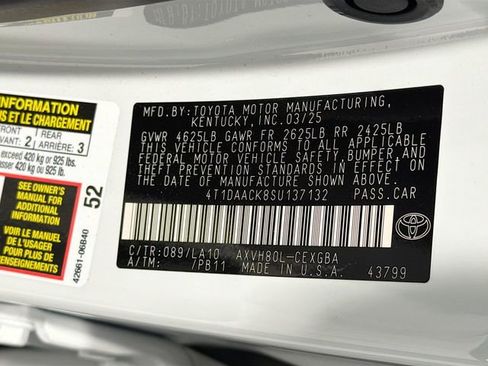 INFORMATION
S ET LE CHARGEMENT
FRONT
AVANT: 2
REAR
ARRIÈRE: 3
exceed 420 kg or 925 lbs.
420 kg ou 925 lb.
SEE OWNER'S
MANUAL FOR
ADDITIONAL
INFORMATION
VOIR LE MANUEL
DE L'USAGER
POUR PLUS DE
RENSEIGNEMENTS
52
42661-06B40
MFD.BY:TOYOTA MOTOR MANUFACTURING,
KENTUCKY,INC.03/25
GVWR 4625LB GAWR FR 2625LB RR 2425LB
THIS VEHICLE CONFORMS TO ALL APPLICABLE
FEDERAL MOTOR VEHICLE SAFETY,BUMPER,AND
THEFT PREVENTION STANDARDS IN EFFECT ON
THE DATE OF MANUFACTURE SHOWN ABOVE.
4T1DAACK8SU137132 PASS.CAR
C/TR:089/LA10 AXVH80L-CEXGBA
A/TM: /PB11 MADE IN U.S.A. 43799